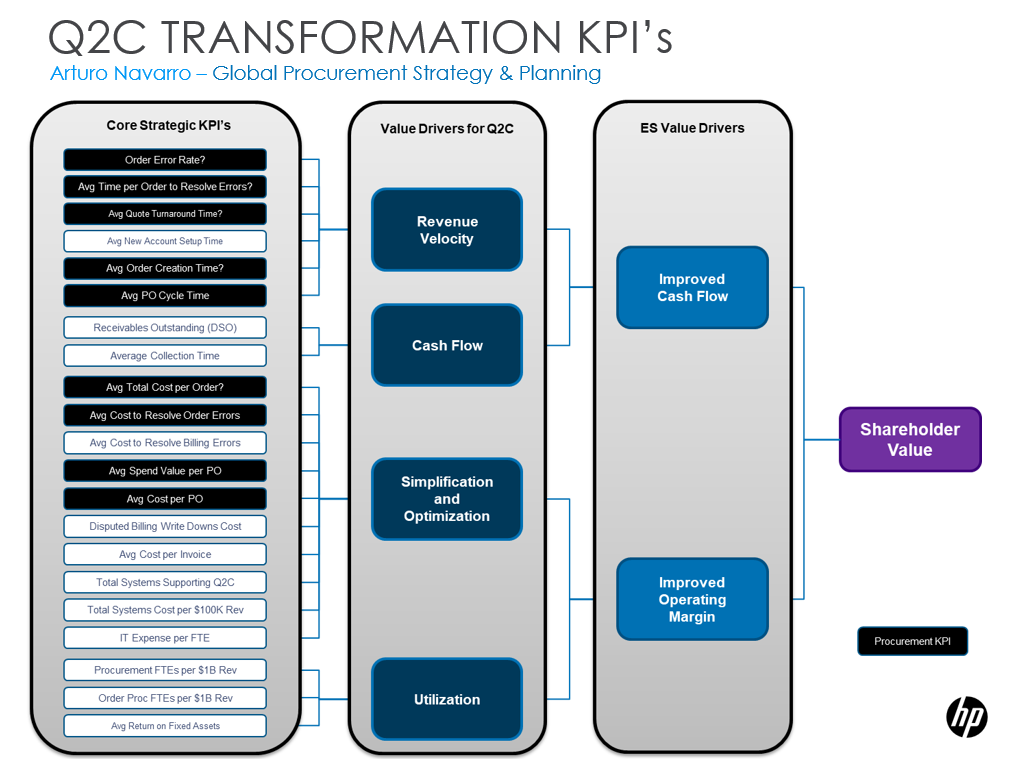 Q2C TRANSFORMATION KPI's
Arturo Navarro – Global Procurement Strategy & Planning
Core Strategic KPI's
Order Error Rate?
Avg Time per Order to Resolve Errors?
Avg Quote Turnaround Time?
Avg New Account Setup Time
Avg Order Creation Time?
Avg PO Cycle Time
Receivables Outstanding (DSO)
Average Collection Time
Avg Total Cost per Order?
Avg Cost to Resolve Order Errors
Avg Cost to Resolve Billing Errors
Avg Spend Value per PO
Avg Cost per PO
Disputed Billing Write Downs Cost
Avg Cost per Invoice
Total Systems Supporting Q2C
Total Systems Cost per $100K Rev
IT Expense per FTE
Procurement FTEs per $1B Rev
Order Proc FTEs per $1B Rev
Avg Return on Fixed Assets
Value Drivers for Q2C
Revenue
Velocity
Cash Flow
Simplification
and
Optimization
Utilization
ES Value Drivers
Improved
Cash Flow
Improved
Operating
Margin
Shareholder
Value
Procurement KPI
hp